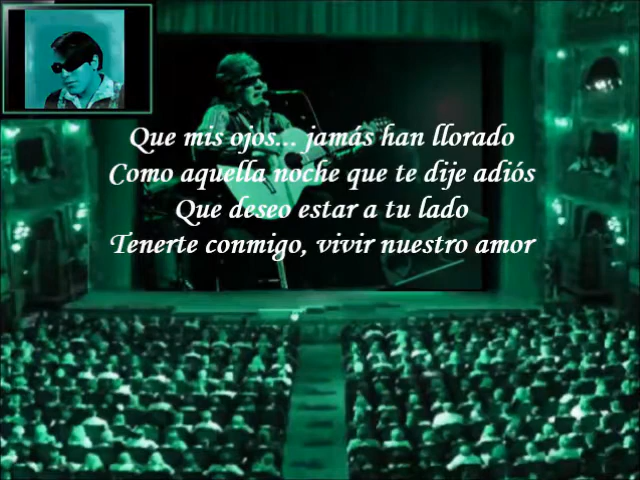 Que mis ojos... jamás han llorado
Como aquella noche que te dije adiós
Que deseo estar a tu lado
Tenerte conmigo, vivir nuestro amor